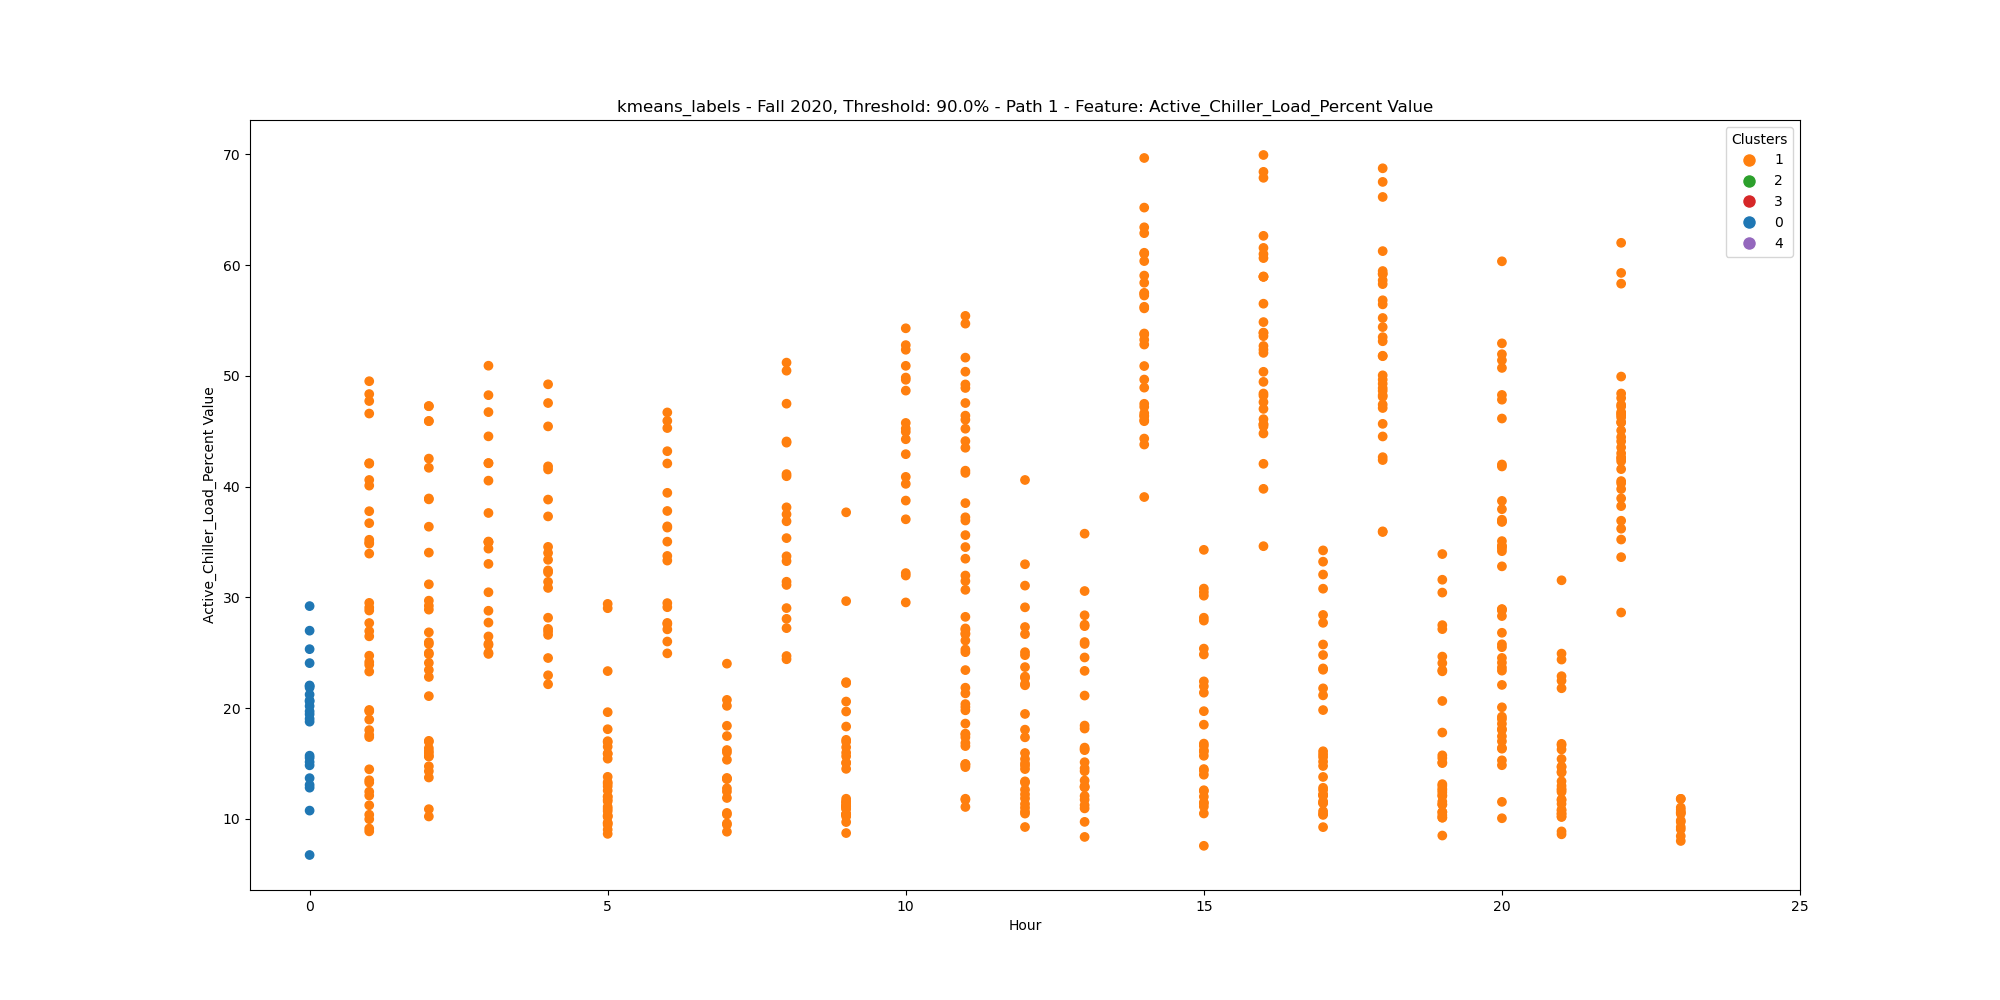 kmeans_labels - Fall 2020, Threshold: 90.0% - Path 1 - Feature: Active_Chiller_Load_Percent Value
Clusters
1
2
3
0
4
Active_Chiller_Load_Percent Value
70
60
50
40
30
20
10
0 5 10 15 20 25
Hour